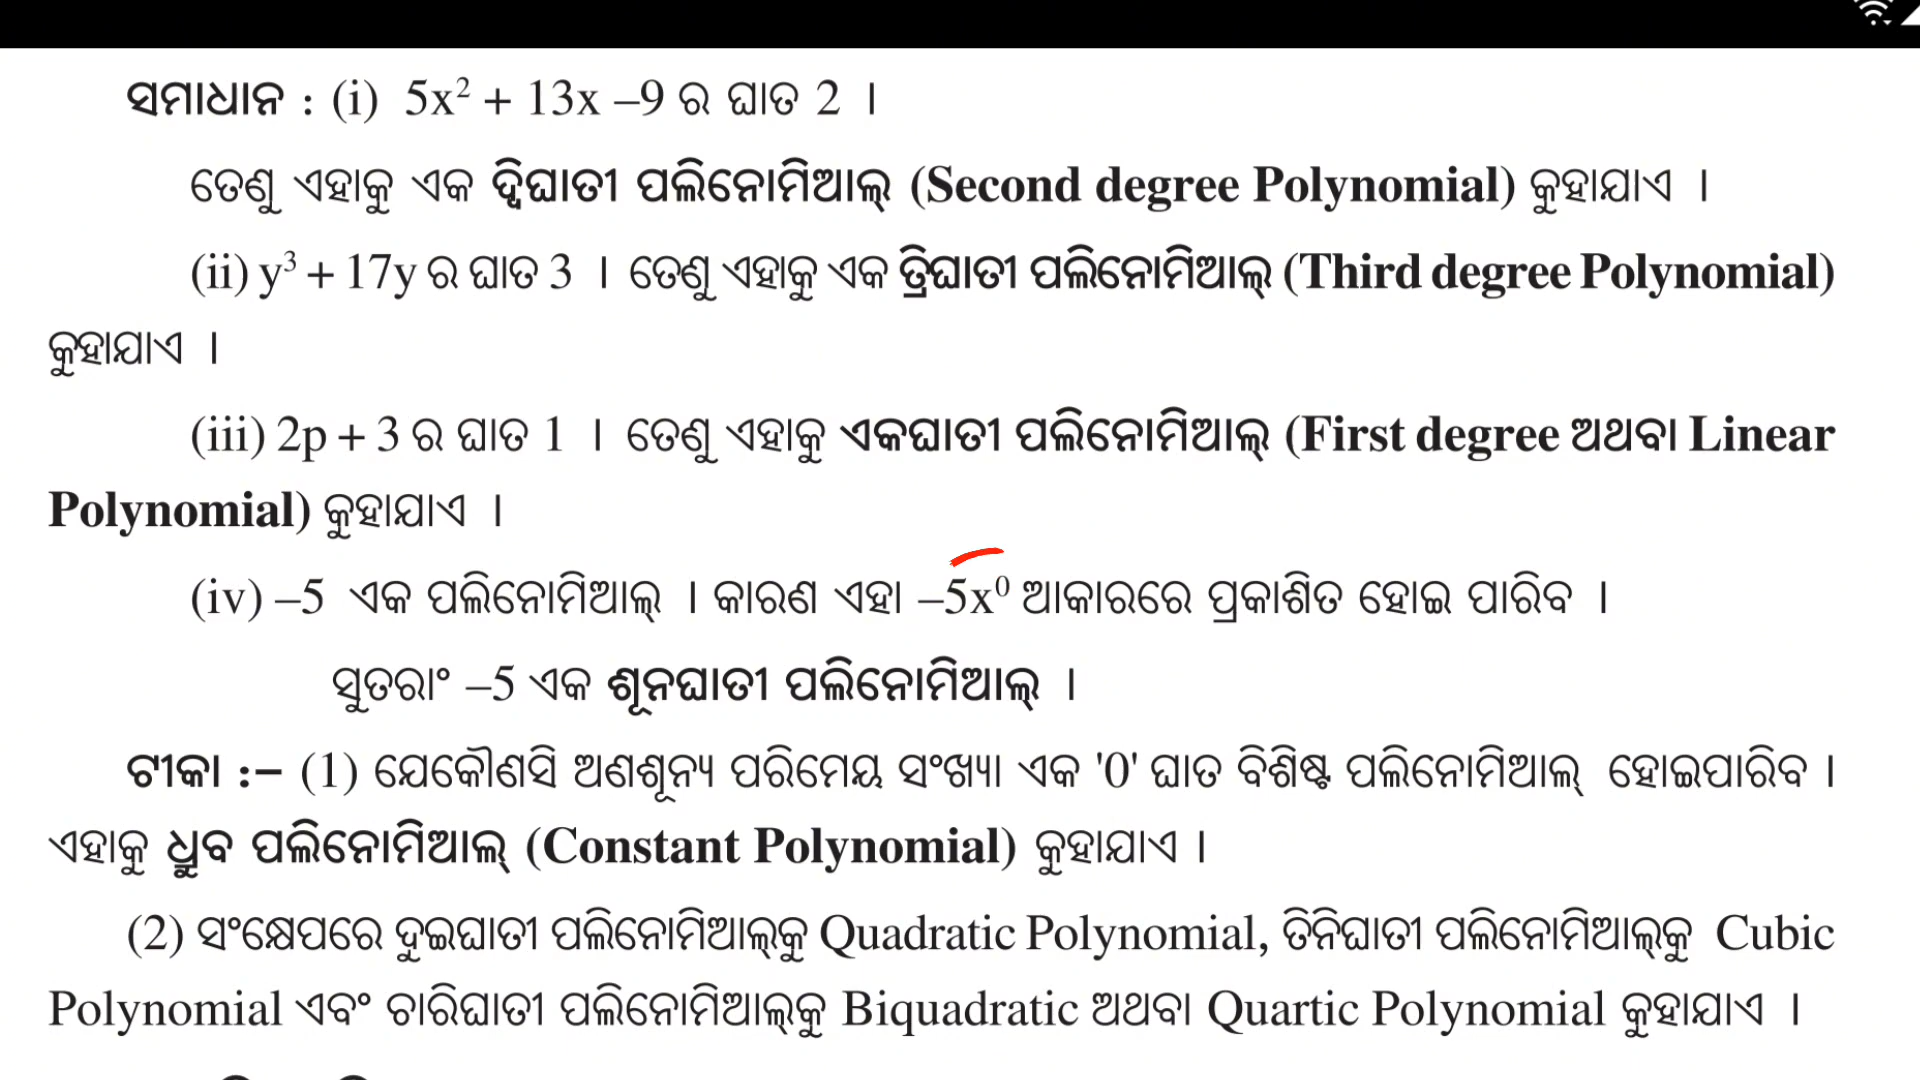 ସମାଧାନ : (i) 5x² + 13x –9 ର ଘାତ 2 ।
ତେଣୁ ଏହାକୁ ଏକ ଦ୍ୱିଘାତୀ ପଲିନୋମିଆଲ୍ (Second degree Polynomial) କୁହାଯାଏ ।
(ii) y³ + 17y ର ଘାତ 3 । ତେଣୁ ଏହାକୁ ଏକ ତ୍ରିଘାତୀ ପଲିନୋମିଆଲ୍ (Third degree Polynomial)
କୁହାଯାଏ ।
(iii) 2p + 3 ର ଘାତ 1 । ତେଣୁ ଏହାକୁ ଏକଘାତୀ ପଲିନୋମିଆଲ୍ (First degree ଅଥବା Linear
Polynomial) କୁହାଯାଏ ।
(iv) –5 ଏକ ପଲିନୋମିଆଲ୍ । କାରଣ ଏହା –5x⁰ ଆକାରରେ ପ୍ରକାଶିତ ହୋଇ ପାରିବ ।
ସୁତରାଂ –5 ଏକ ଶୂନଘାତୀ ପଲିନୋମିଆଲ୍ ।
ଟୀକା :– (1) ଯେକୌଣସି ଅଣଶୂନ୍ୟ ପରିମେୟ ସଂଖ୍ୟା ଏକ '0' ଘାତ ବିଶିଷ୍ଟ ପଲିନୋମିଆଲ୍ ହୋଇପାରିବ ।
ଏହାକୁ ଧ୍ରୁବ ପଲିନୋମିଆଲ୍ (Constant Polynomial) କୁହାଯାଏ ।
(2) ସଂକ୍ଷେପରେ ଦୁଇଘାତୀ ପଲିନୋମିଆଲ୍‌କୁ Quadratic Polynomial, ତିନିଘାତୀ ପଲିନୋମିଆଲ୍‌କୁ Cubic
Polynomial ଏବଂ ଚାରିଘାତୀ ପଲିନୋମିଆଲ୍‌କୁ Biquadratic ଅଥବା Quartic Polynomial କୁହାଯାଏ ।